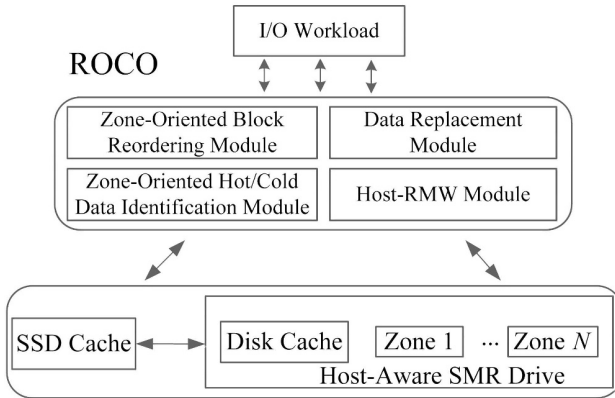 I/O Workload
ROCO
Zone-Oriented Block
Reordering Module
Data Replacement
Module
Zone-Oriented Hot/Cold
Data Identification Module
Host-RMW Module
SSD Cache
Disk Cache
Zone 1
...
Zone N
Host-Aware SMR Drive